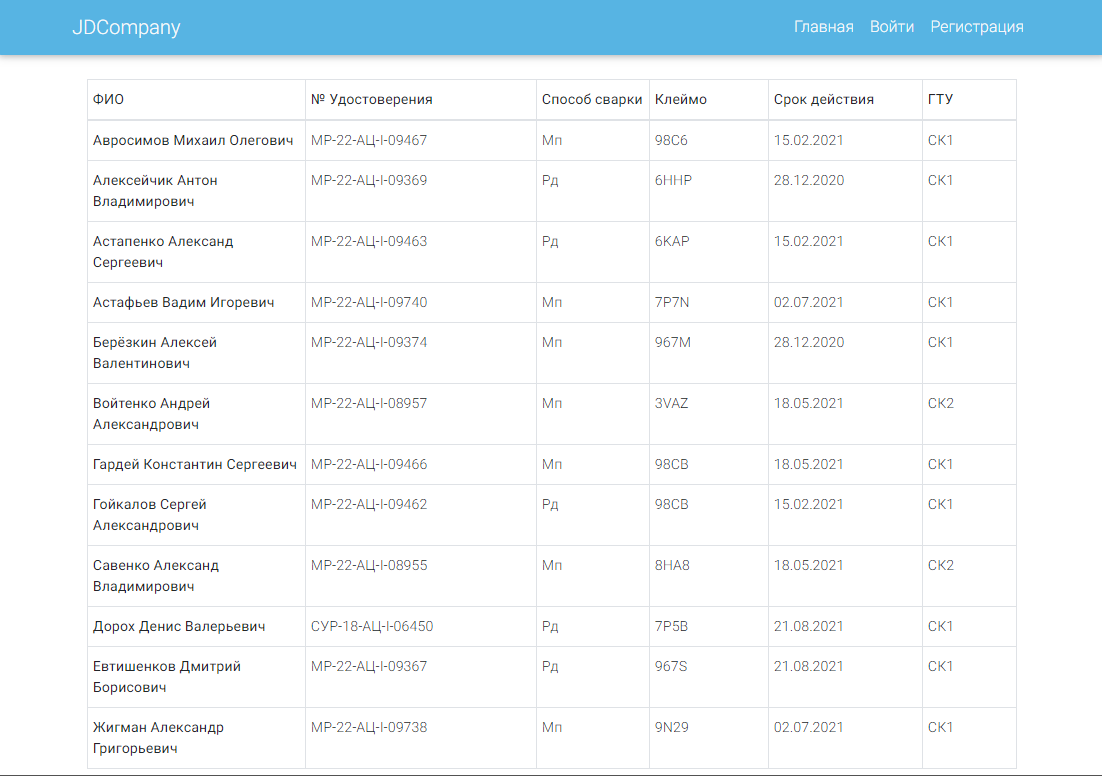 JDCompany Главная Войти Регистрация
ФИО № Удостоверения Способ сварки Клеймо Срок действия ГТУ
Авросимов Михаил Олегович МР-22-АЦ-I-09467 Мп 98C6 15.02.2021 СК1
Алексейчик Антон МР-22-АЦ-I-09369 Рд 6HHP 28.12.2020 СК1
Владимирович
Астапенко Александ МР-22-АЦ-I-09463 Рд 6KAP 15.02.2021 СК1
Сергеевич
Астафьев Вадим Игоревич МР-22-АЦ-I-09740 Мп 7P7N 02.07.2021 СК1
Берёзкин Алексей МР-22-АЦ-I-09374 Мп 967M 28.12.2020 СК1
Валентинович
Войтенко Андрей МР-22-АЦ-I-08957 Мп 3VAZ 18.05.2021 СК2
Александрович
Гардей Константин Сергеевич МР-22-АЦ-I-09466 Мп 98CB 18.05.2021 СК1
Гойкалов Сергей МР-22-АЦ-I-09462 Рд 98CB 15.02.2021 СК1
Александрович
Савенко Александ МР-22-АЦ-I-08955 Мп 8HA8 18.05.2021 СК2
Владимирович
Дорох Денис Валерьевич СУР-18-АЦ-I-06450 Рд 7P5B 21.08.2021 СК1
Евтишенков Дмитрий МР-22-АЦ-I-09367 Рд 967S 21.08.2021 СК1
Борисович
Жигман Александр МР-22-АЦ-I-09738 Мп 9N29 02.07.2021 СК1
Григорьевич